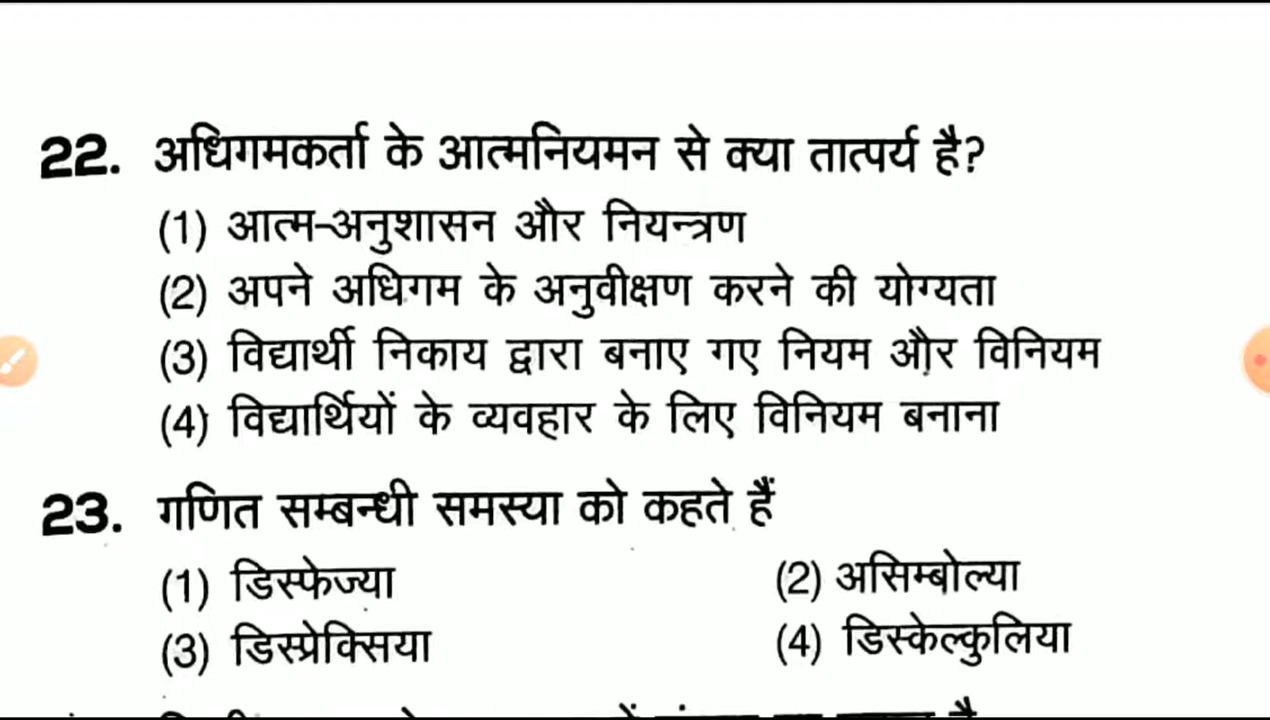 22. अधिगमकर्ता के आत्मनियमन से क्या तात्पर्य है?
(1) आत्म-अनुशासन और नियन्त्रण
(2) अपने अधिगम के अनुवीक्षण करने की योग्यता
(3) विद्यार्थी निकाय द्वारा बनाए गए नियम और विनियम
(4) विद्यार्थियों के व्यवहार के लिए विनियम बनाना
23. गणित सम्बन्धी समस्या को कहते हैं
(1) डिस्फेज्या (2) असिम्बोल्या
(3) डिस्प्रेक्सिया (4) डिस्केल्कुलिया